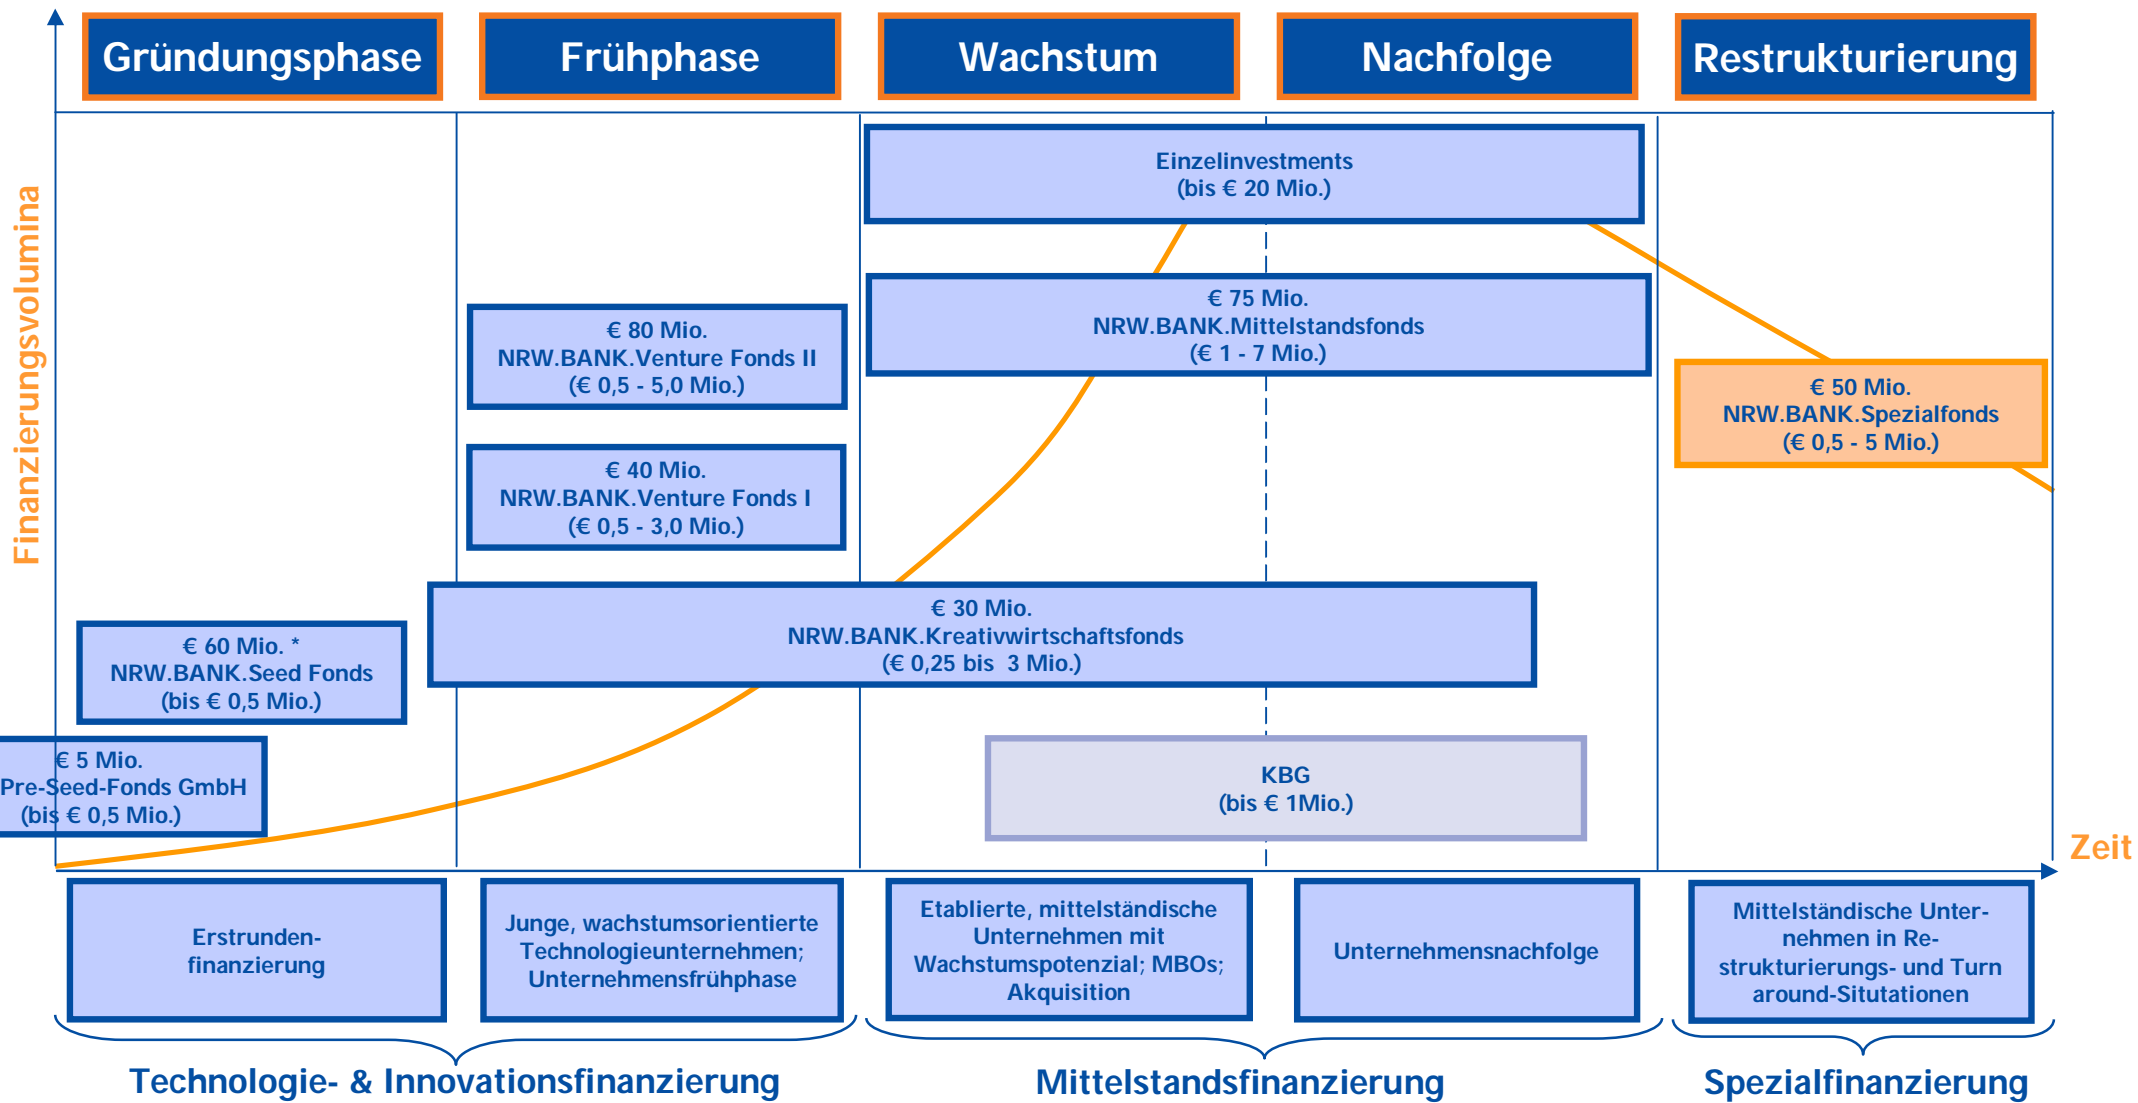 Gründungsphase
Frühphase
Wachstum
Nachfolge
Restrukturierung
Finanzierungsvolumina
Einzelinvestments
(bis € 20 Mio.)
€ 75 Mio.
NRW.BANK.Mittelstandsfonds
(€ 1 - 7 Mio.)
€ 80 Mio.
NRW.BANK.Venture Fonds II
(€ 0,5 - 5,0 Mio.)
€ 50 Mio.
NRW.BANK.Spezialfonds
(€ 0,5 - 5 Mio.)
€ 40 Mio.
NRW.BANK.Venture Fonds I
(€ 0,5 - 3,0 Mio.)
€ 30 Mio.
NRW.BANK.Kreativwirtschaftsfonds
(€ 0,25 bis 3 Mio.)
€ 60 Mio. *
NRW.BANK.Seed Fonds
(bis € 0,5 Mio.)
€ 5 Mio.
Pre-Seed-Fonds GmbH
(bis € 0,5 Mio.)
KBG
(bis € 1Mio.)
Zeit
Erstrunden-
finanzierung
Junge, wachstumsorientierte
Technologieunternehmen;
Unternehmensfrühphase
Etablierte, mittelständische
Unternehmen mit
Wachstumspotenzial; MBOs;
Akquisition
Unternehmensnachfolge
Mittelständische Unter-
nehmen in Re-
strukturierungs- und Turn
around-Situtationen
Technologie- & Innovationsfinanzierung
Mittelstandsfinanzierung
Spezialfinanzierung